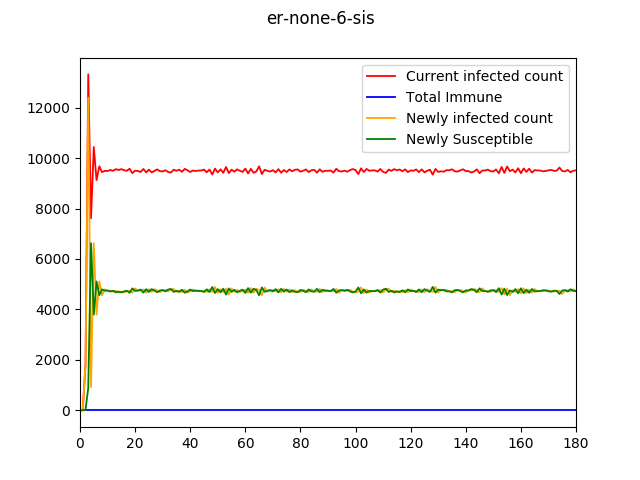 er-none-6-sis
Current infected count
Total Immune
Newly infected count
Newly Susceptible
12000
10000
8000
6000
4000
2000
0
0 20 40 60 80 100 120 140 160 180